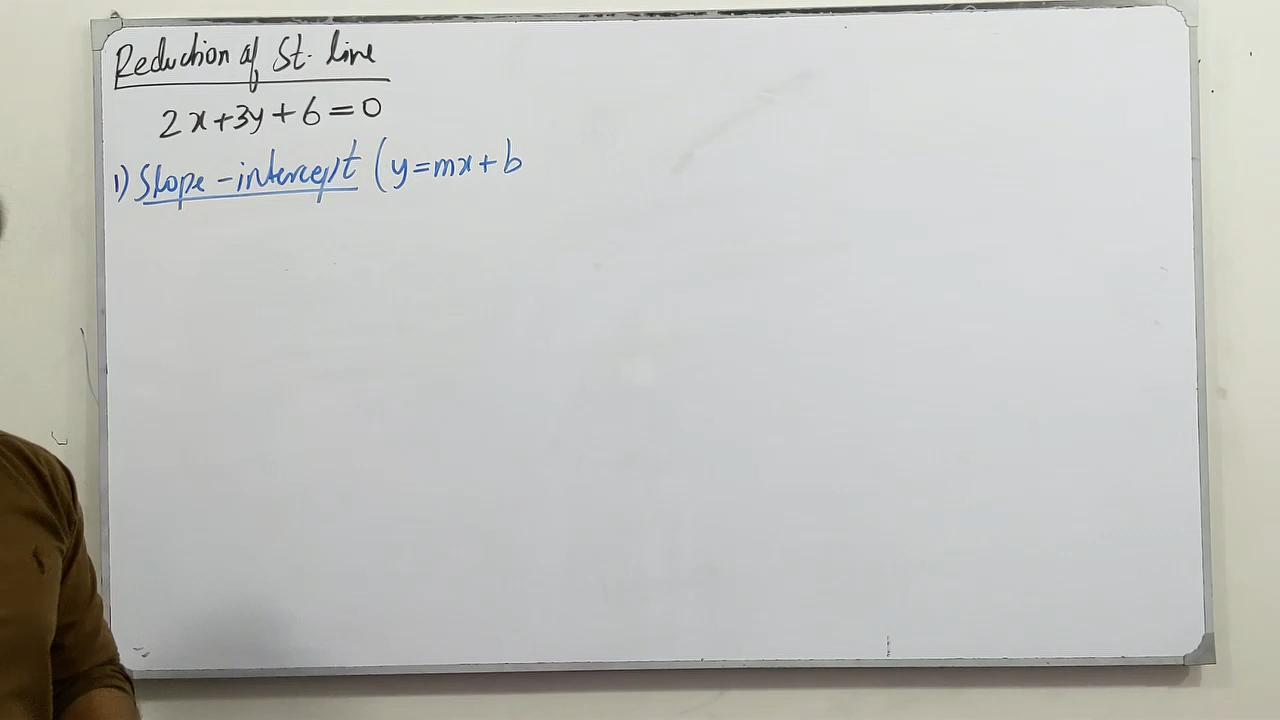 Reduction of St. line
2x+3y+6=0
1) Slope-intercept (y=mx+b